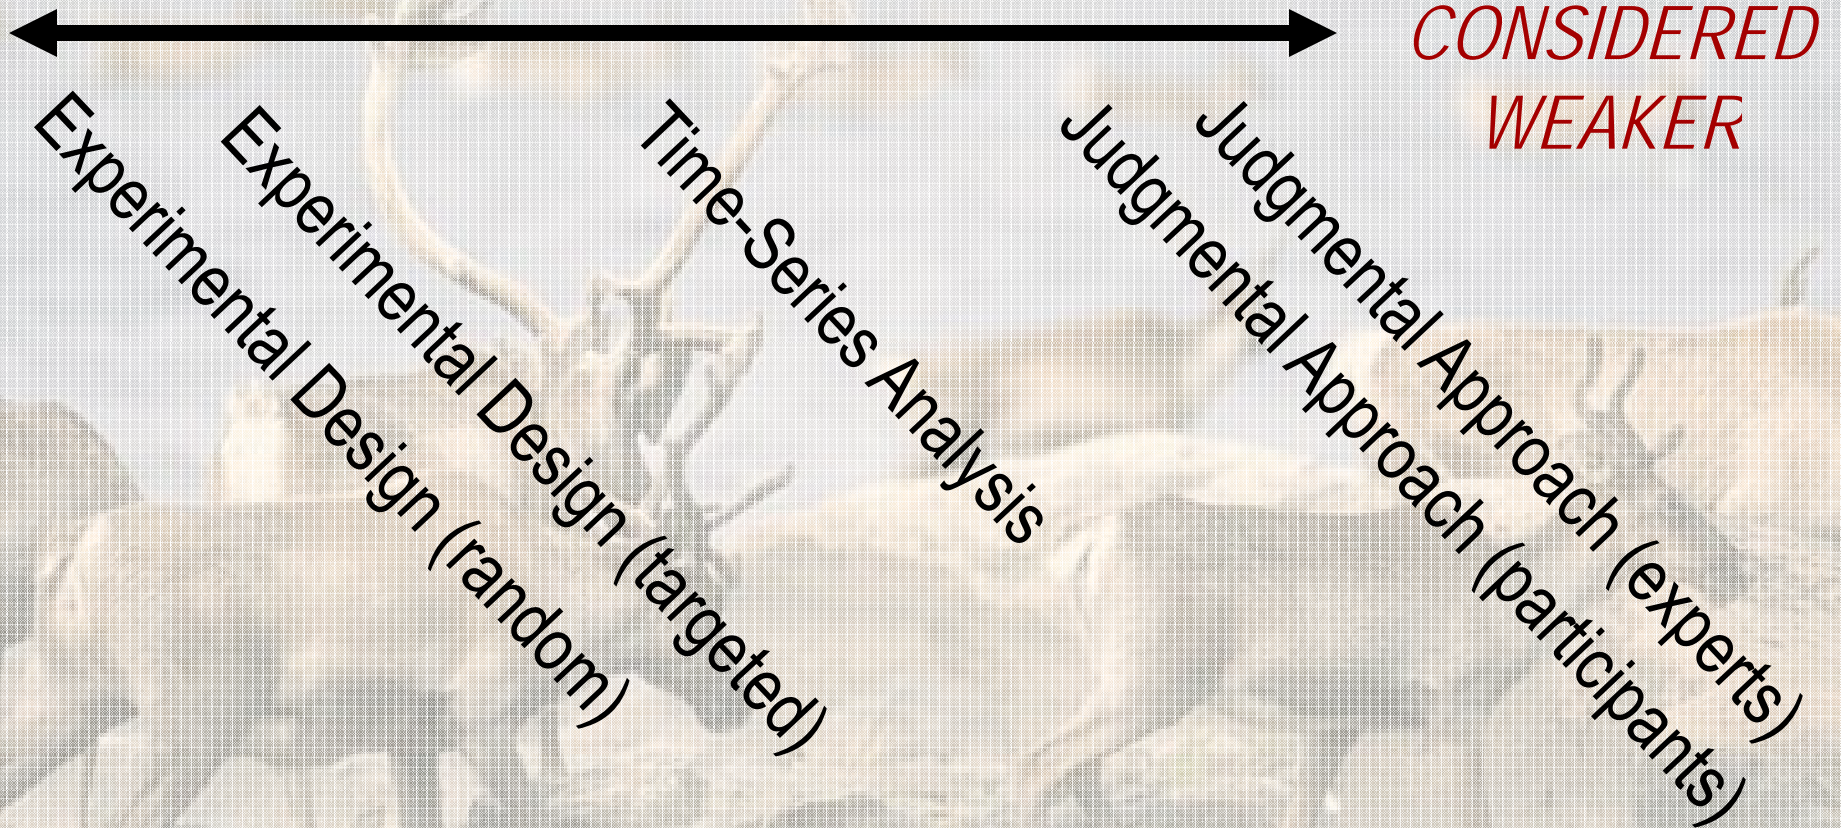 CONSIDERED
WEAKER
Experimental Design (random)
Experimental Design (targeted)
Time-Series Analysis
Judgmental Approach (participants)
Judgmental Approach (experts)